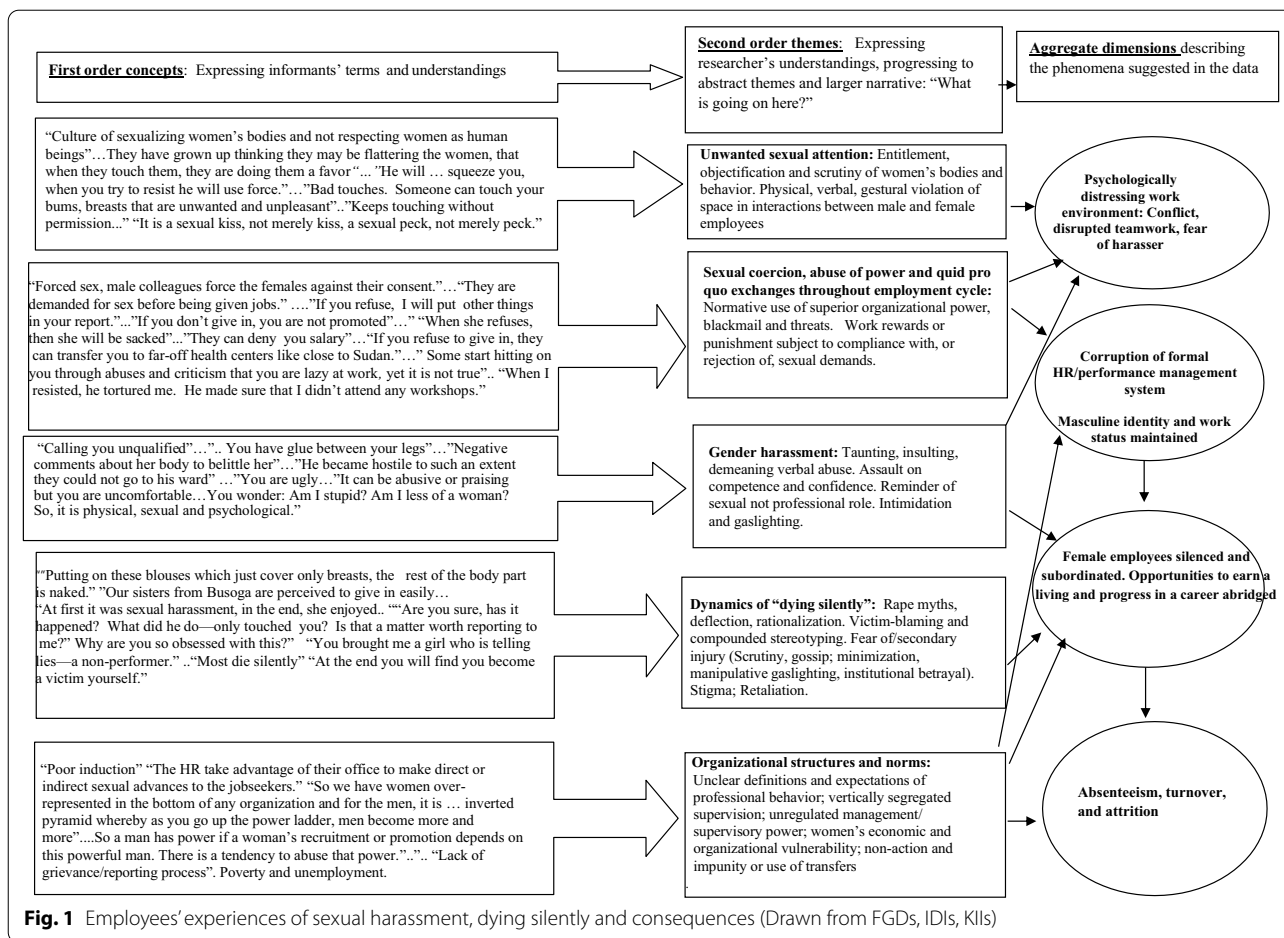 First order concepts: Expressing informants’ terms and understandings
Second order themes: Expressing
researcher’s understandings, progressing to
abstract themes and larger narrative: “What
is going on here?”
Aggregate dimensions describing
the phenomena suggested in the data
“Culture of sexualizing women’s bodies and not respecting women as human
beings”…They have grown up thinking they may be flattering the women, that
when they touch them, they are doing them a favor“... ”He will … squeeze you,
when you try to resist he will use force.”…”Bad touches. Someone can touch your
bums, breasts that are unwanted and unpleasant”..”Keeps touching without
permission...” “It is a sexual kiss, not merely kiss, a sexual peck, not merely peck.”
Unwanted sexual attention: Entitlement,
objectification and scrutiny of women’s bodies and
behavior. Physical, verbal, gestural violation of
space in interactions between male and female
employees
Psychologically
distressing work
environment: Conflict,
disrupted teamwork, fear
of harasser
“Forced sex, male colleagues force the females against their consent.”…“They are
demanded for sex before being given jobs.” ….”If you refuse, I will put other things
in your report.”...”If you don’t give in, you are not promoted”…” “When she refuses,
then she will be sacked”...”They can deny you salary”…“If you refuse to give in, they
can transfer you to far-off health centers like close to Sudan.”…” Some start hitting on
you through abuses and criticism that you are lazy at work, yet it is not true”.. “When I
resisted, he tortured me. He made sure that I didn’t attend any workshops.”
Sexual coercion, abuse of power and quid pro
quo exchanges throughout employment cycle:
Normative use of superior organizational power,
blackmail and threats. Work rewards or
punishment subject to compliance with, or
rejection of, sexual demands.
Corruption of formal
HR/performance management
system
Masculine identity and work
status maintained
“Calling you unqualified”…”.. You have glue between your legs”…”Negative
comments about her body to belittle her”…”He became hostile to such an extent
they could not go to his ward” …”You are ugly…”It can be abusive or praising
but you are uncomfortable…You wonder: Am I stupid? Am I less of a woman?
So, it is physical, sexual and psychological.”
Gender harassment: Taunting, insulting,
demeaning verbal abuse. Assault on
competence and confidence. Reminder of
sexual not professional role. Intimidation
and gaslighting.
Female employees silenced and
subordinated. Opportunities to earn a
living and progress in a career abridged
““Putting on these blouses which just cover only breasts, the rest of the body part
is naked.” ”Our sisters from Busoga are perceived to give in easily…
“At first it was sexual harassment, in the end, she enjoyed.. ““Are you sure, has it
happened? What did he do—only touched you? Is that a matter worth reporting to
me?” Why are you so obsessed with this?” “You brought me a girl who is telling
lies—a non-performer.” ..“Most die silently” “At the end you will find you become
a victim yourself.”
Dynamics of “dying silently”: Rape myths,
deflection, rationalization. Victim-blaming and
compounded stereotyping. Fear of/secondary
injury (Scrutiny, gossip; minimization,
manipulative gaslighting, institutional betrayal).
Stigma; Retaliation.
“Poor induction” “The HR take advantage of their office to make direct or
indirect sexual advances to the jobseekers.” “So we have women over-
represented in the bottom of any organization and for the men, it is … inverted
pyramid whereby as you go up the power ladder, men become more and
more”....So a man has power if a woman’s recruitment or promotion depends on
this powerful man. There is a tendency to abuse that power.”..”.. “Lack of
grievance/reporting process”. Poverty and unemployment.
Organizational structures and norms:
Unclear definitions and expectations of
professional behavior; vertically segregated
supervision; unregulated management/
supervisory power; women’s economic and
organizational vulnerability; non-action and
impunity or use of transfers
.
Absenteeism, turnover,
and attrition
Fig. 1 Employees’ experiences of sexual harassment, dying silently and consequences (Drawn from FGDs, IDIs, KIIs)